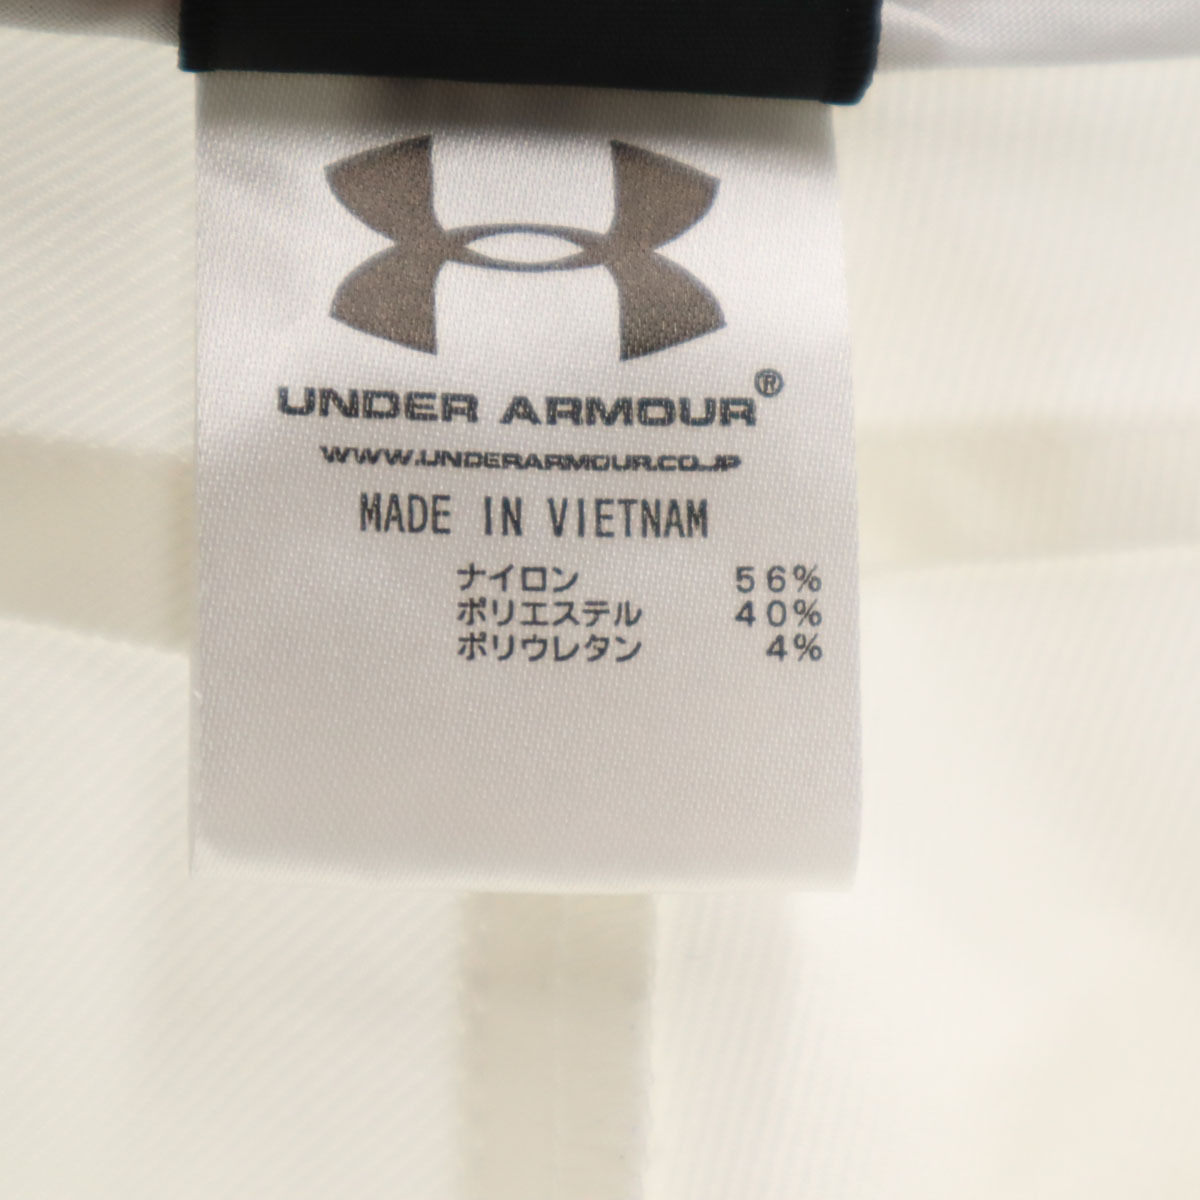 UNDER ARMOUR®
WWW.UNDERARMOUR.CO.JP
MADE IN VIETNAM
ナイロン 56%
ポリエステル 40%
ポリウレタン 4%